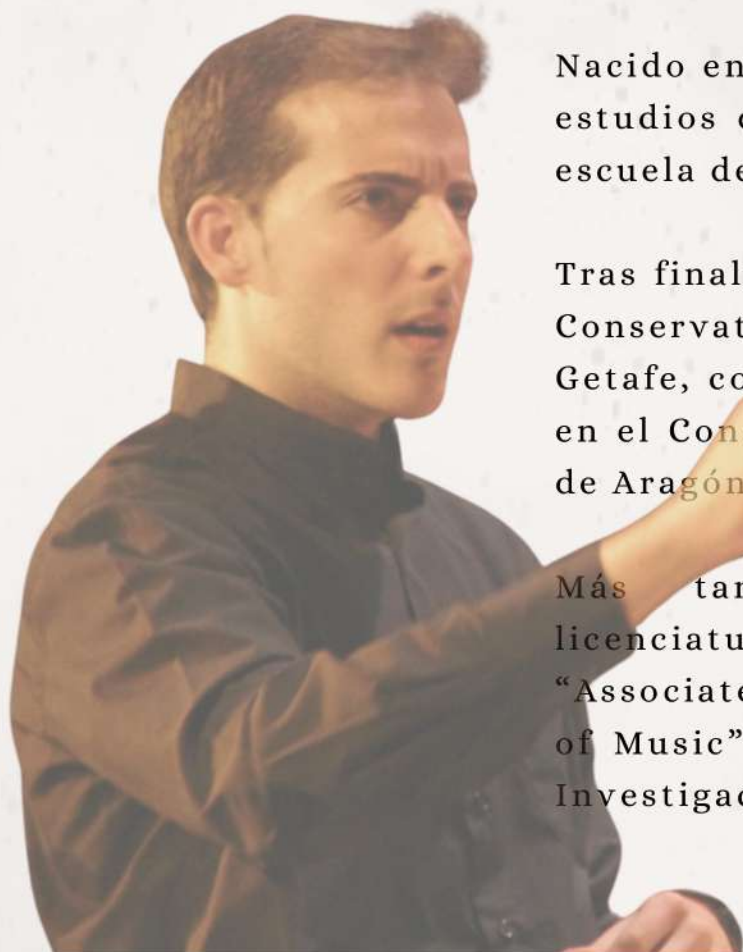 Nacido en
estudios
escuela de
Tras final
Conservat
Getafe, co
en el Con
de Aragón
Más tar
licenciatu
“Associate
of Music”
Investigac